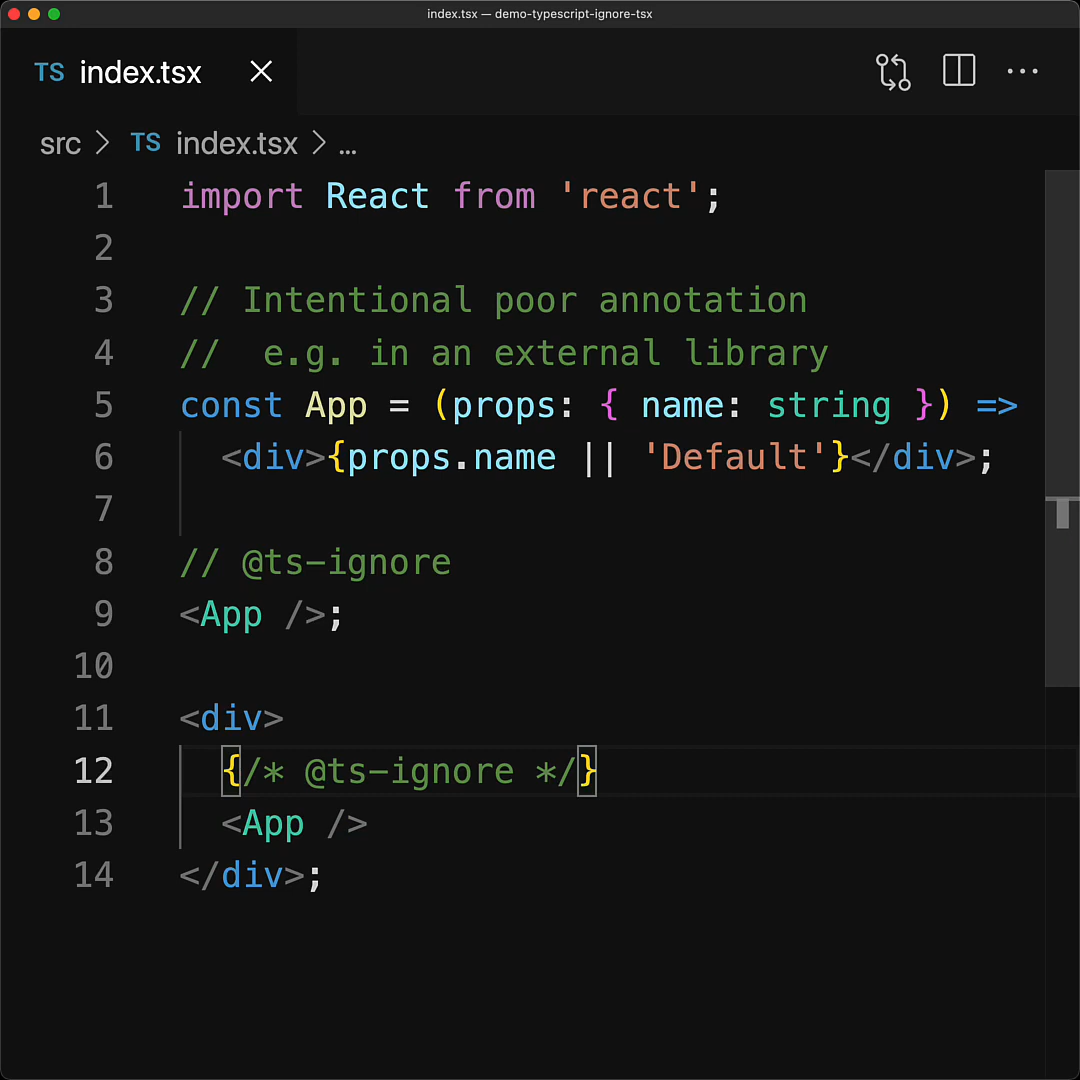 index.tsx — demo-typescript-ignore-tsx
TS index.tsx
src > TS index.tsx > ...
1 import React from 'react';
2
3 // Intentional poor annotation
4 //  e.g. in an external library
5 const App = (props: { name: string }) =>
6   <div>{props.name || 'Default'}</div>;
7
8 // @ts-ignore
9 <App />;
10
11 <div>
12   {/* @ts-ignore */}
13   <App />
14 </div>;